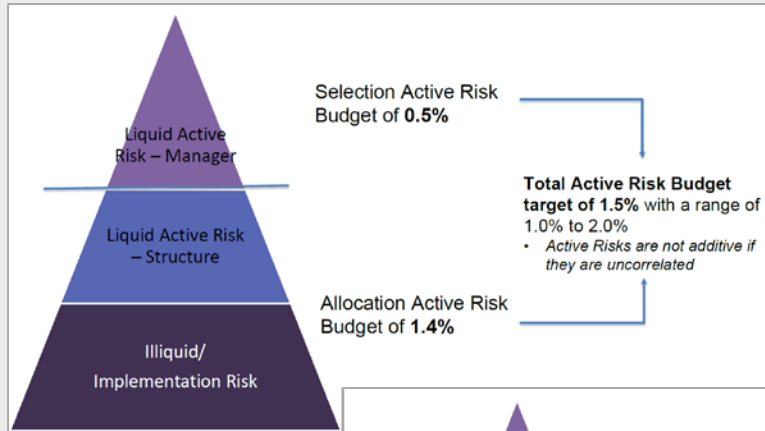 Liquid Active
Risk – Manager
Liquid Active Risk
– Structure
Illiquid/
Implementation Risk
Selection Active Risk
Budget of 0.5%
Allocation Active Risk
Budget of 1.4%
Total Active Risk Budget
target of 1.5% with a range of
1.0% to 2.0%
• Active Risks are not additive if
they are uncorrelated